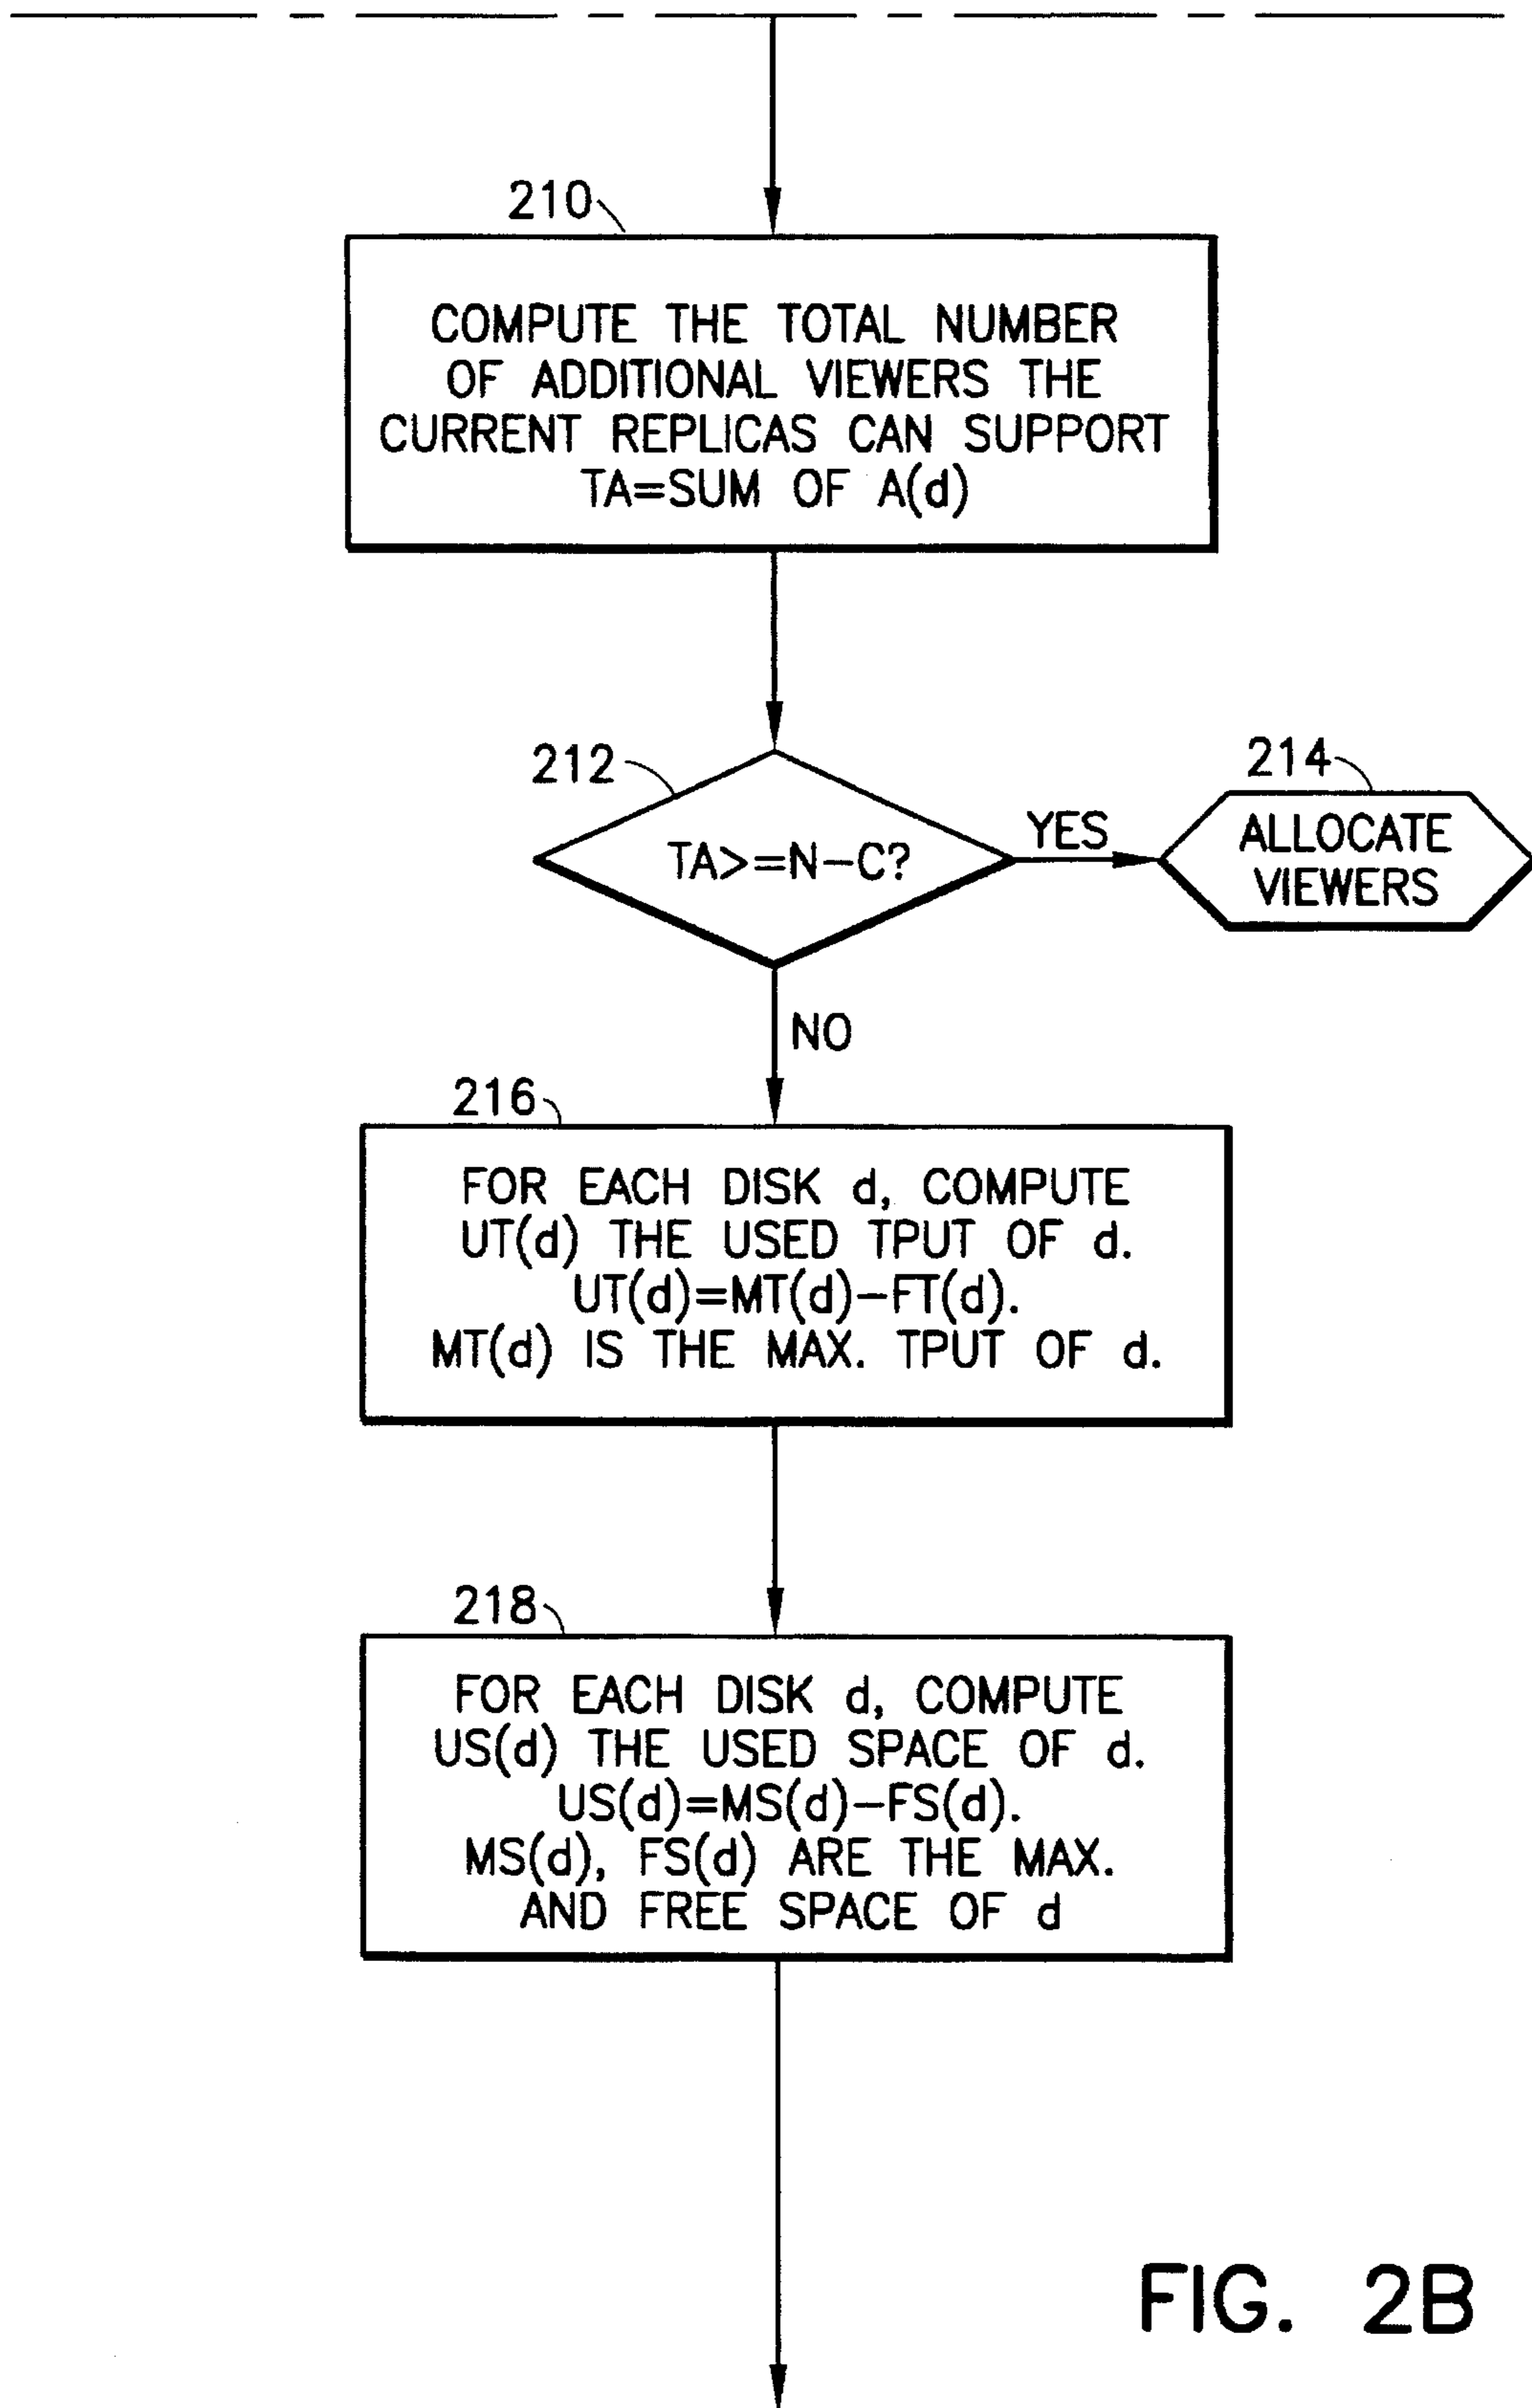 210
COMPUTE THE TOTAL NUMBER
OF ADDITIONAL VIEWERS THE
CURRENT REPLICAS CAN SUPPORT
TA=SUM OF A(d)
212
TA>=N-C?
YES
214
ALLOCATE
VIEWERS
NO
216
FOR EACH DISK d, COMPUTE
UT(d) THE USED TPUT OF d.
UT(d)=MT(d)-FT(d).
MT(d) IS THE MAX. TPUT OF d.
218
FOR EACH DISK d, COMPUTE
US(d) THE USED SPACE OF d.
US(d)=MS(d)-FS(d).
MS(d), FS(d) ARE THE MAX.
AND FREE SPACE OF d
FIG. 2B